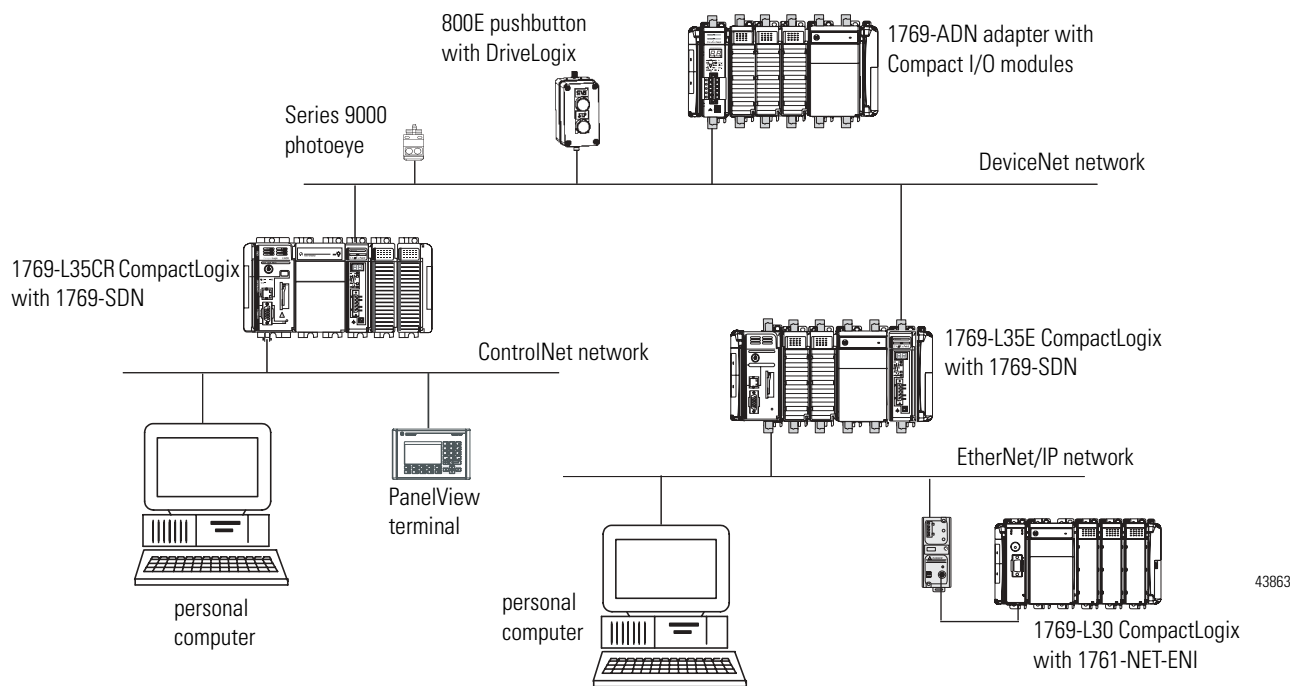 800E pushbutton
with DriveLogix
1769-ADN adapter with
Compact I/O modules
Series 9000
photoeye
DeviceNet network
1769-L35CR CompactLogix
with 1769-SDN
ControlNet network
1769-L35E CompactLogix
with 1769-SDN
EtherNet/IP network
PanelView
terminal
personal
computer
personal
computer
43863
1769-L30 CompactLogix
with 1761-NET-ENI